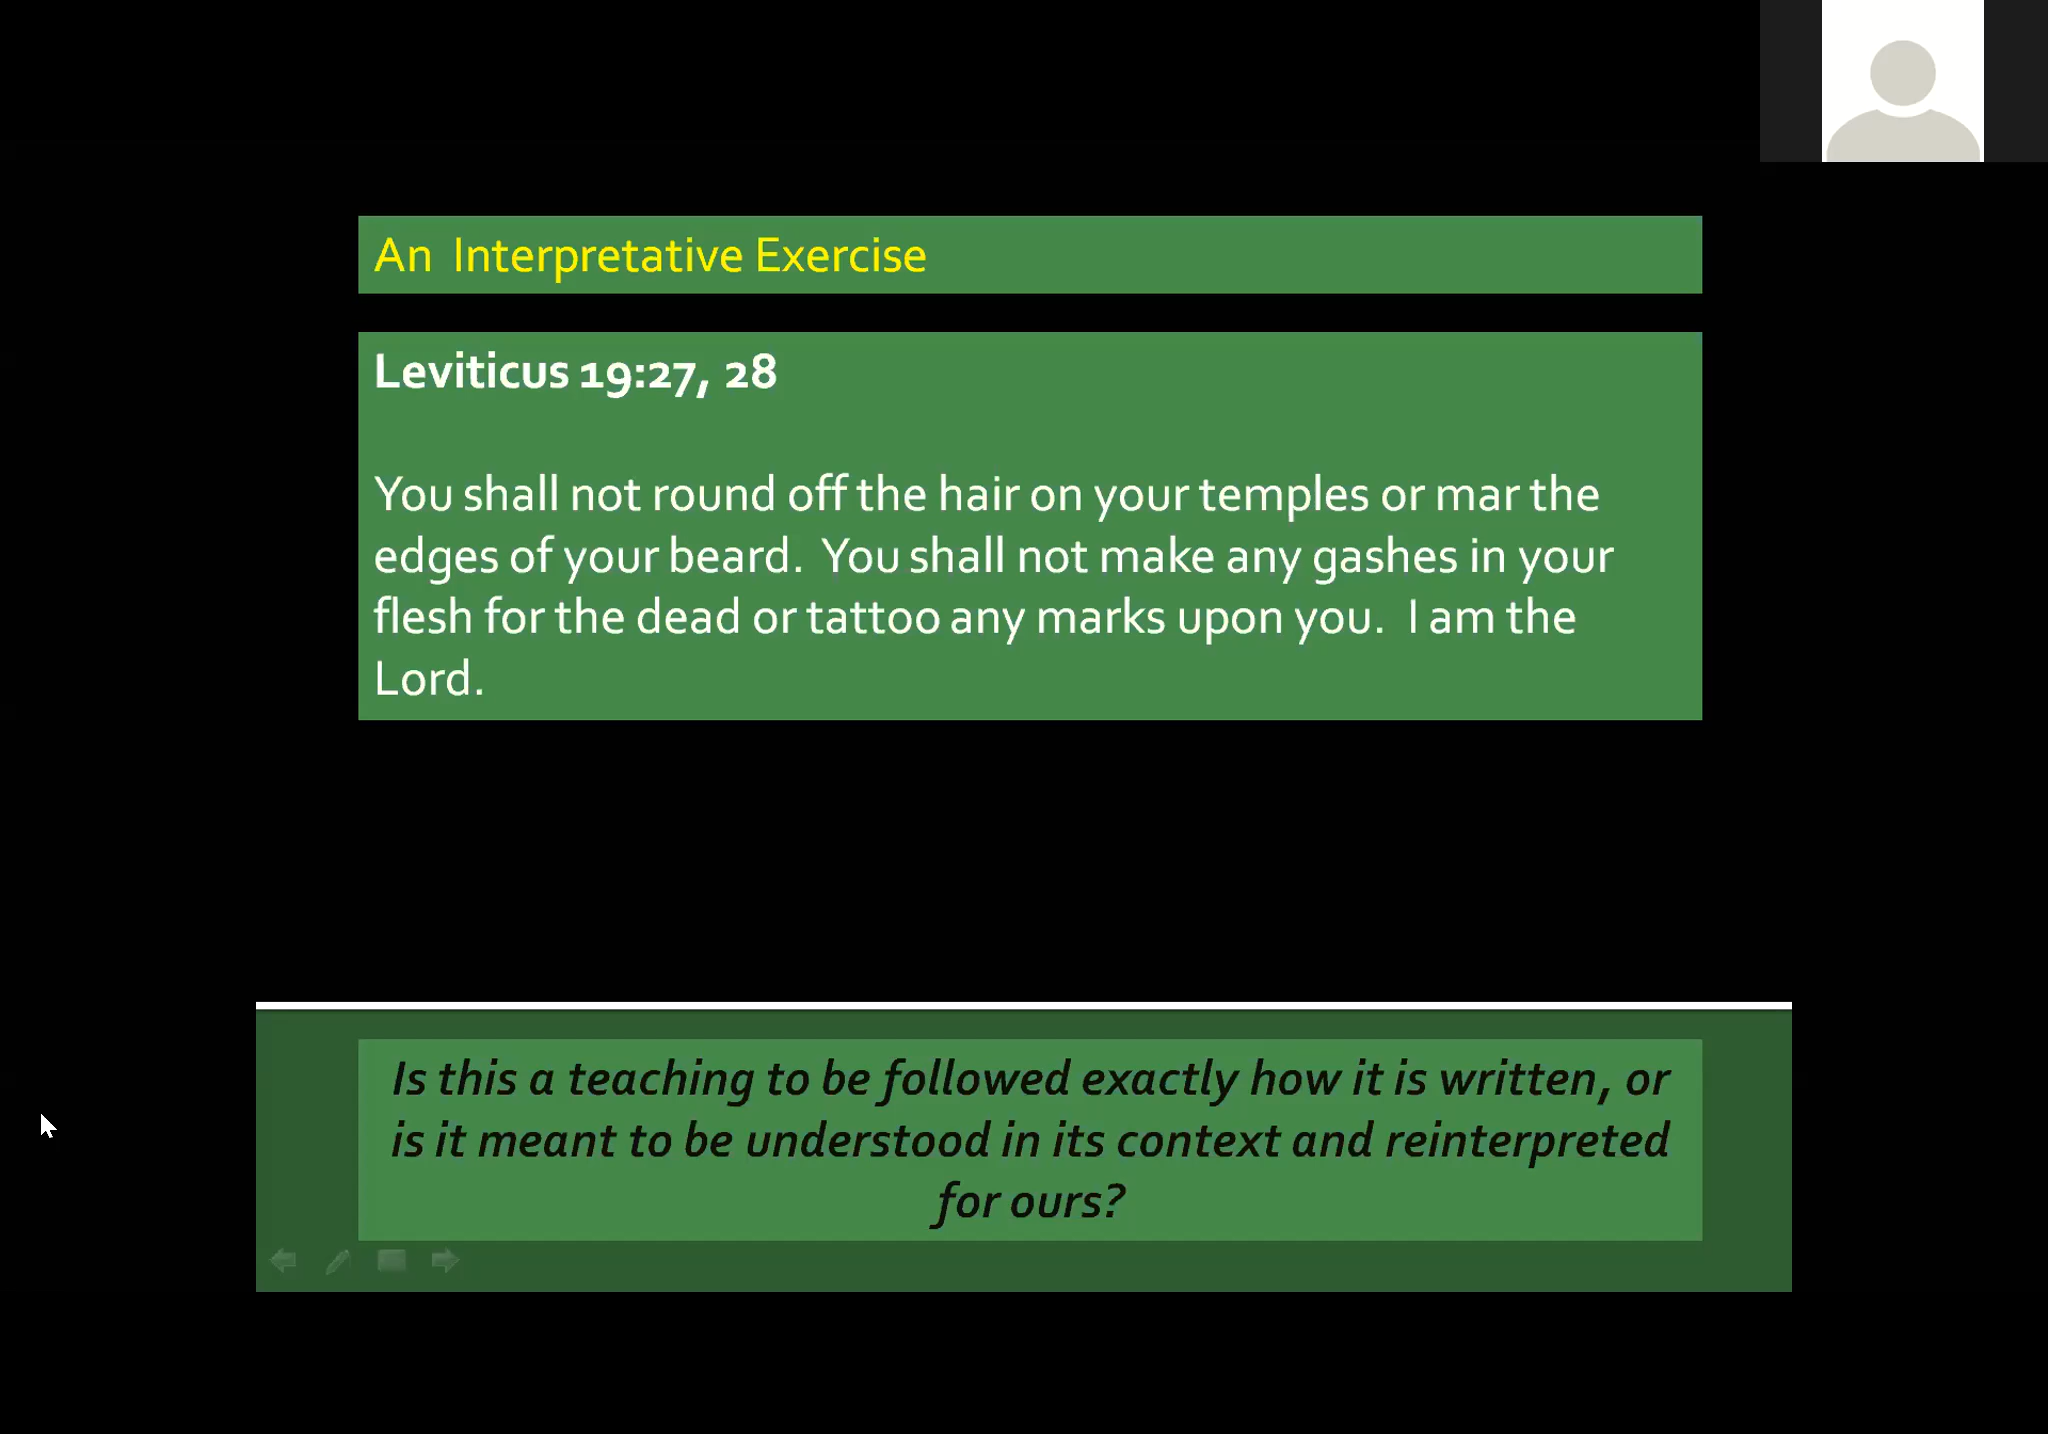 An  Interpretative Exercise
Leviticus 19:27, 28
You shall not round off the hair on your temples or mar the
edges of your beard.  You shall not make any gashes in your
flesh for the dead or tattoo any marks upon you.  I am the
Lord.
Is this a teaching to be followed exactly how it is written, or
is it meant to be understood in its context and reinterpreted
for ours?